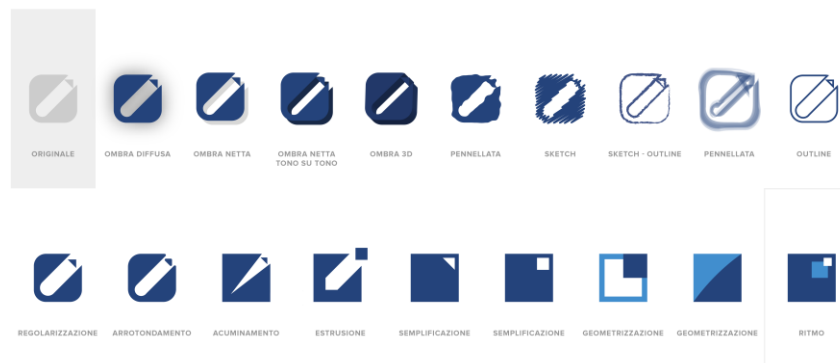 ORIGINALE
OMBRA DIFFUSA
OMBRA NETTA
OMBRA NETTA
TONO SU TONO
OMBRA 3D
PENNELLATA
SKETCH
SKETCH - OUTLINE
PENNELLATA
OUTLINE
REGOLARIZZAZIONE
ARROTONDAMENTO
ACUMINAMENTO
ESTRUSIONE
SEMPLIFICAZIONE
SEMPLIFICAZIONE
GEOMETRIZZAZIONE
GEOMETRIZZAZIONE
RITMO